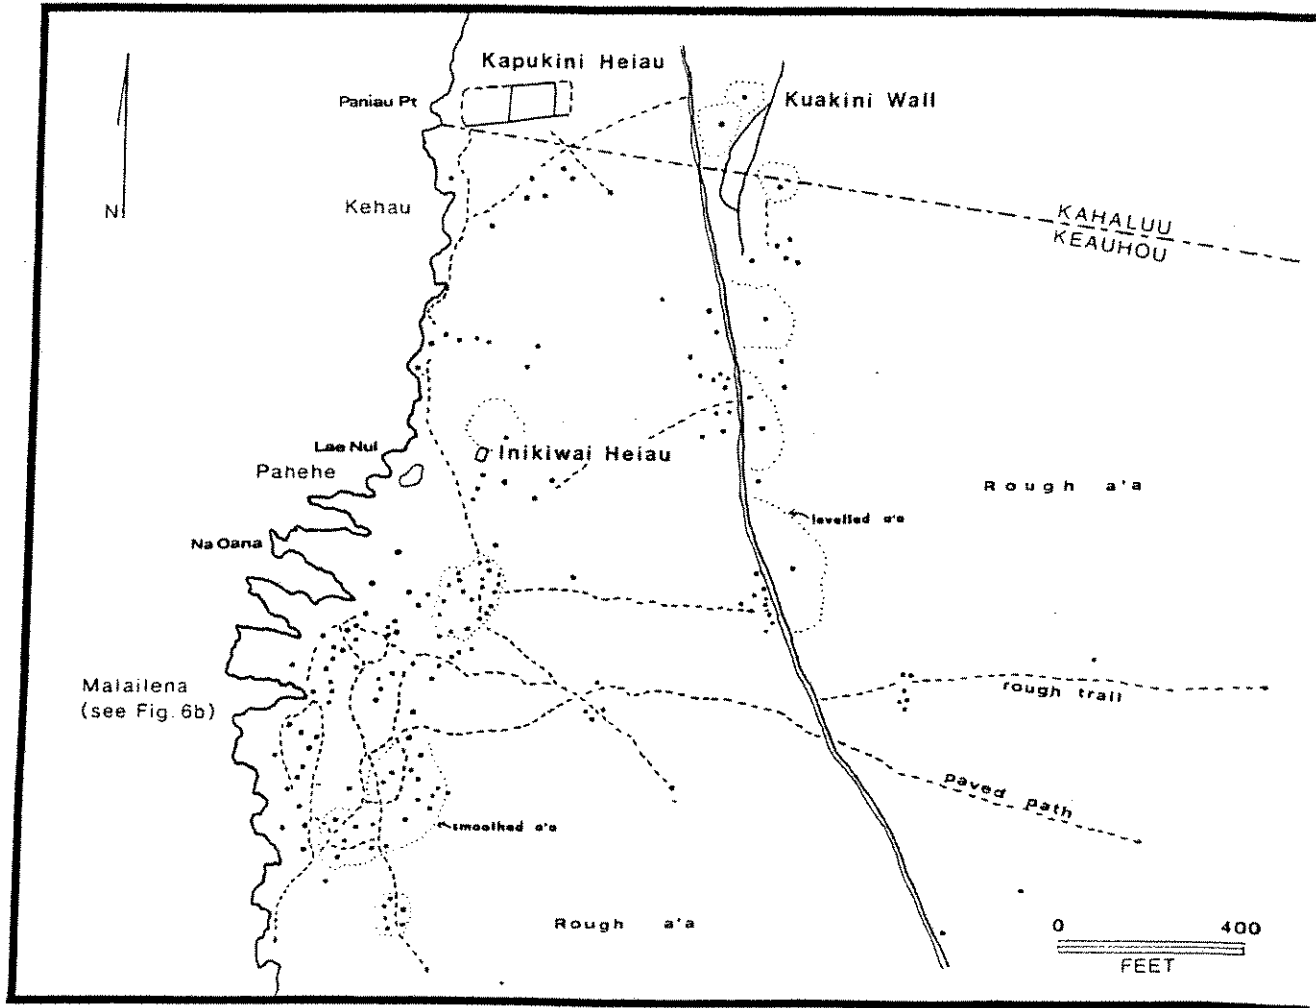 Kapukini Heiau
Paniau Pt
Kuakini Wall
N
Kehau
KAHALUU
KEAUHOU
Lae Nui
Inikiwai Heiau
Pahehe
Rough a'a
levelled a'a
Na Oana
Malailena
(see Fig. 6b)
rough trail
paved path
smoothed a'a
Rough a'a
0 400
FEET